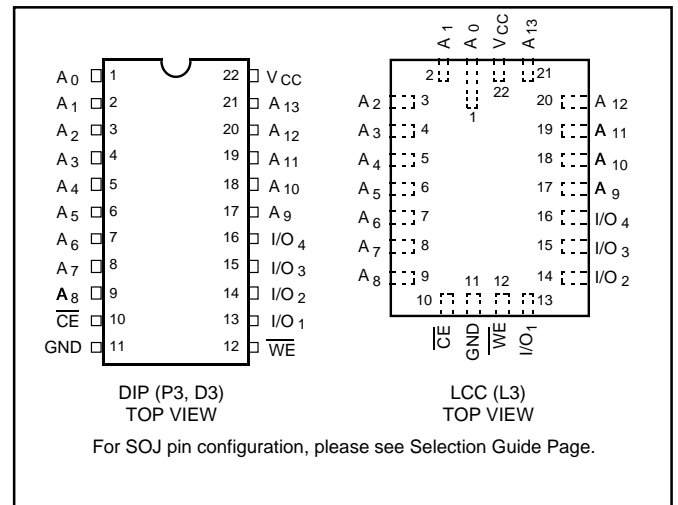 A0 1 22 VCC
A1 2 21 A13
A2 3 20 A12
A3 4 19 A11
A4 5 18 A10
A5 6 17 A9
A6 7 16 I/O4
A7 8 15 I/O3
A8 9 14 I/O2
CE 10 13 I/O1
GND 11 12 WE
DIP (P3, D3)
TOP VIEW
A1 A0 VCC A13
2 1 22 21
A2 3 20 A12
A3 4 19 A11
A4 5 18 A10
A5 6 17 A9
A6 7 16 I/O4
A7 8 15 I/O3
A8 9 14 I/O2
10 11 12 13
CE GND WE I/O1
LCC (L3)
TOP VIEW
For SOJ pin configuration, please see Selection Guide Page.